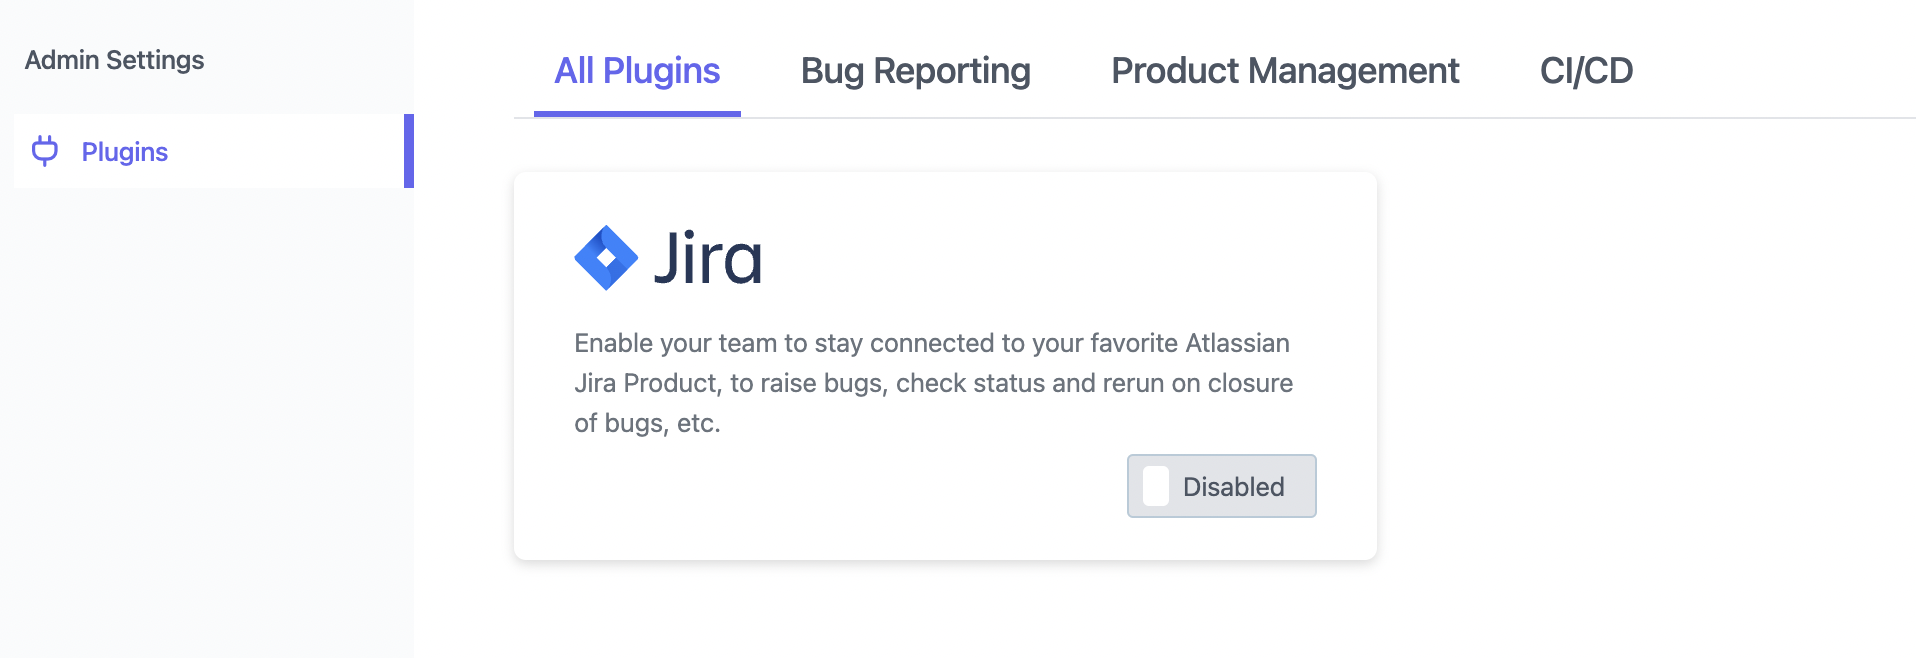 Admin Settings
Plugins
All Plugins Bug Reporting Product Management CI/CD
Jira
Enable your team to stay connected to your favorite Atlassian
Jira Product, to raise bugs, check status and rerun on closure
of bugs, etc.
Disabled